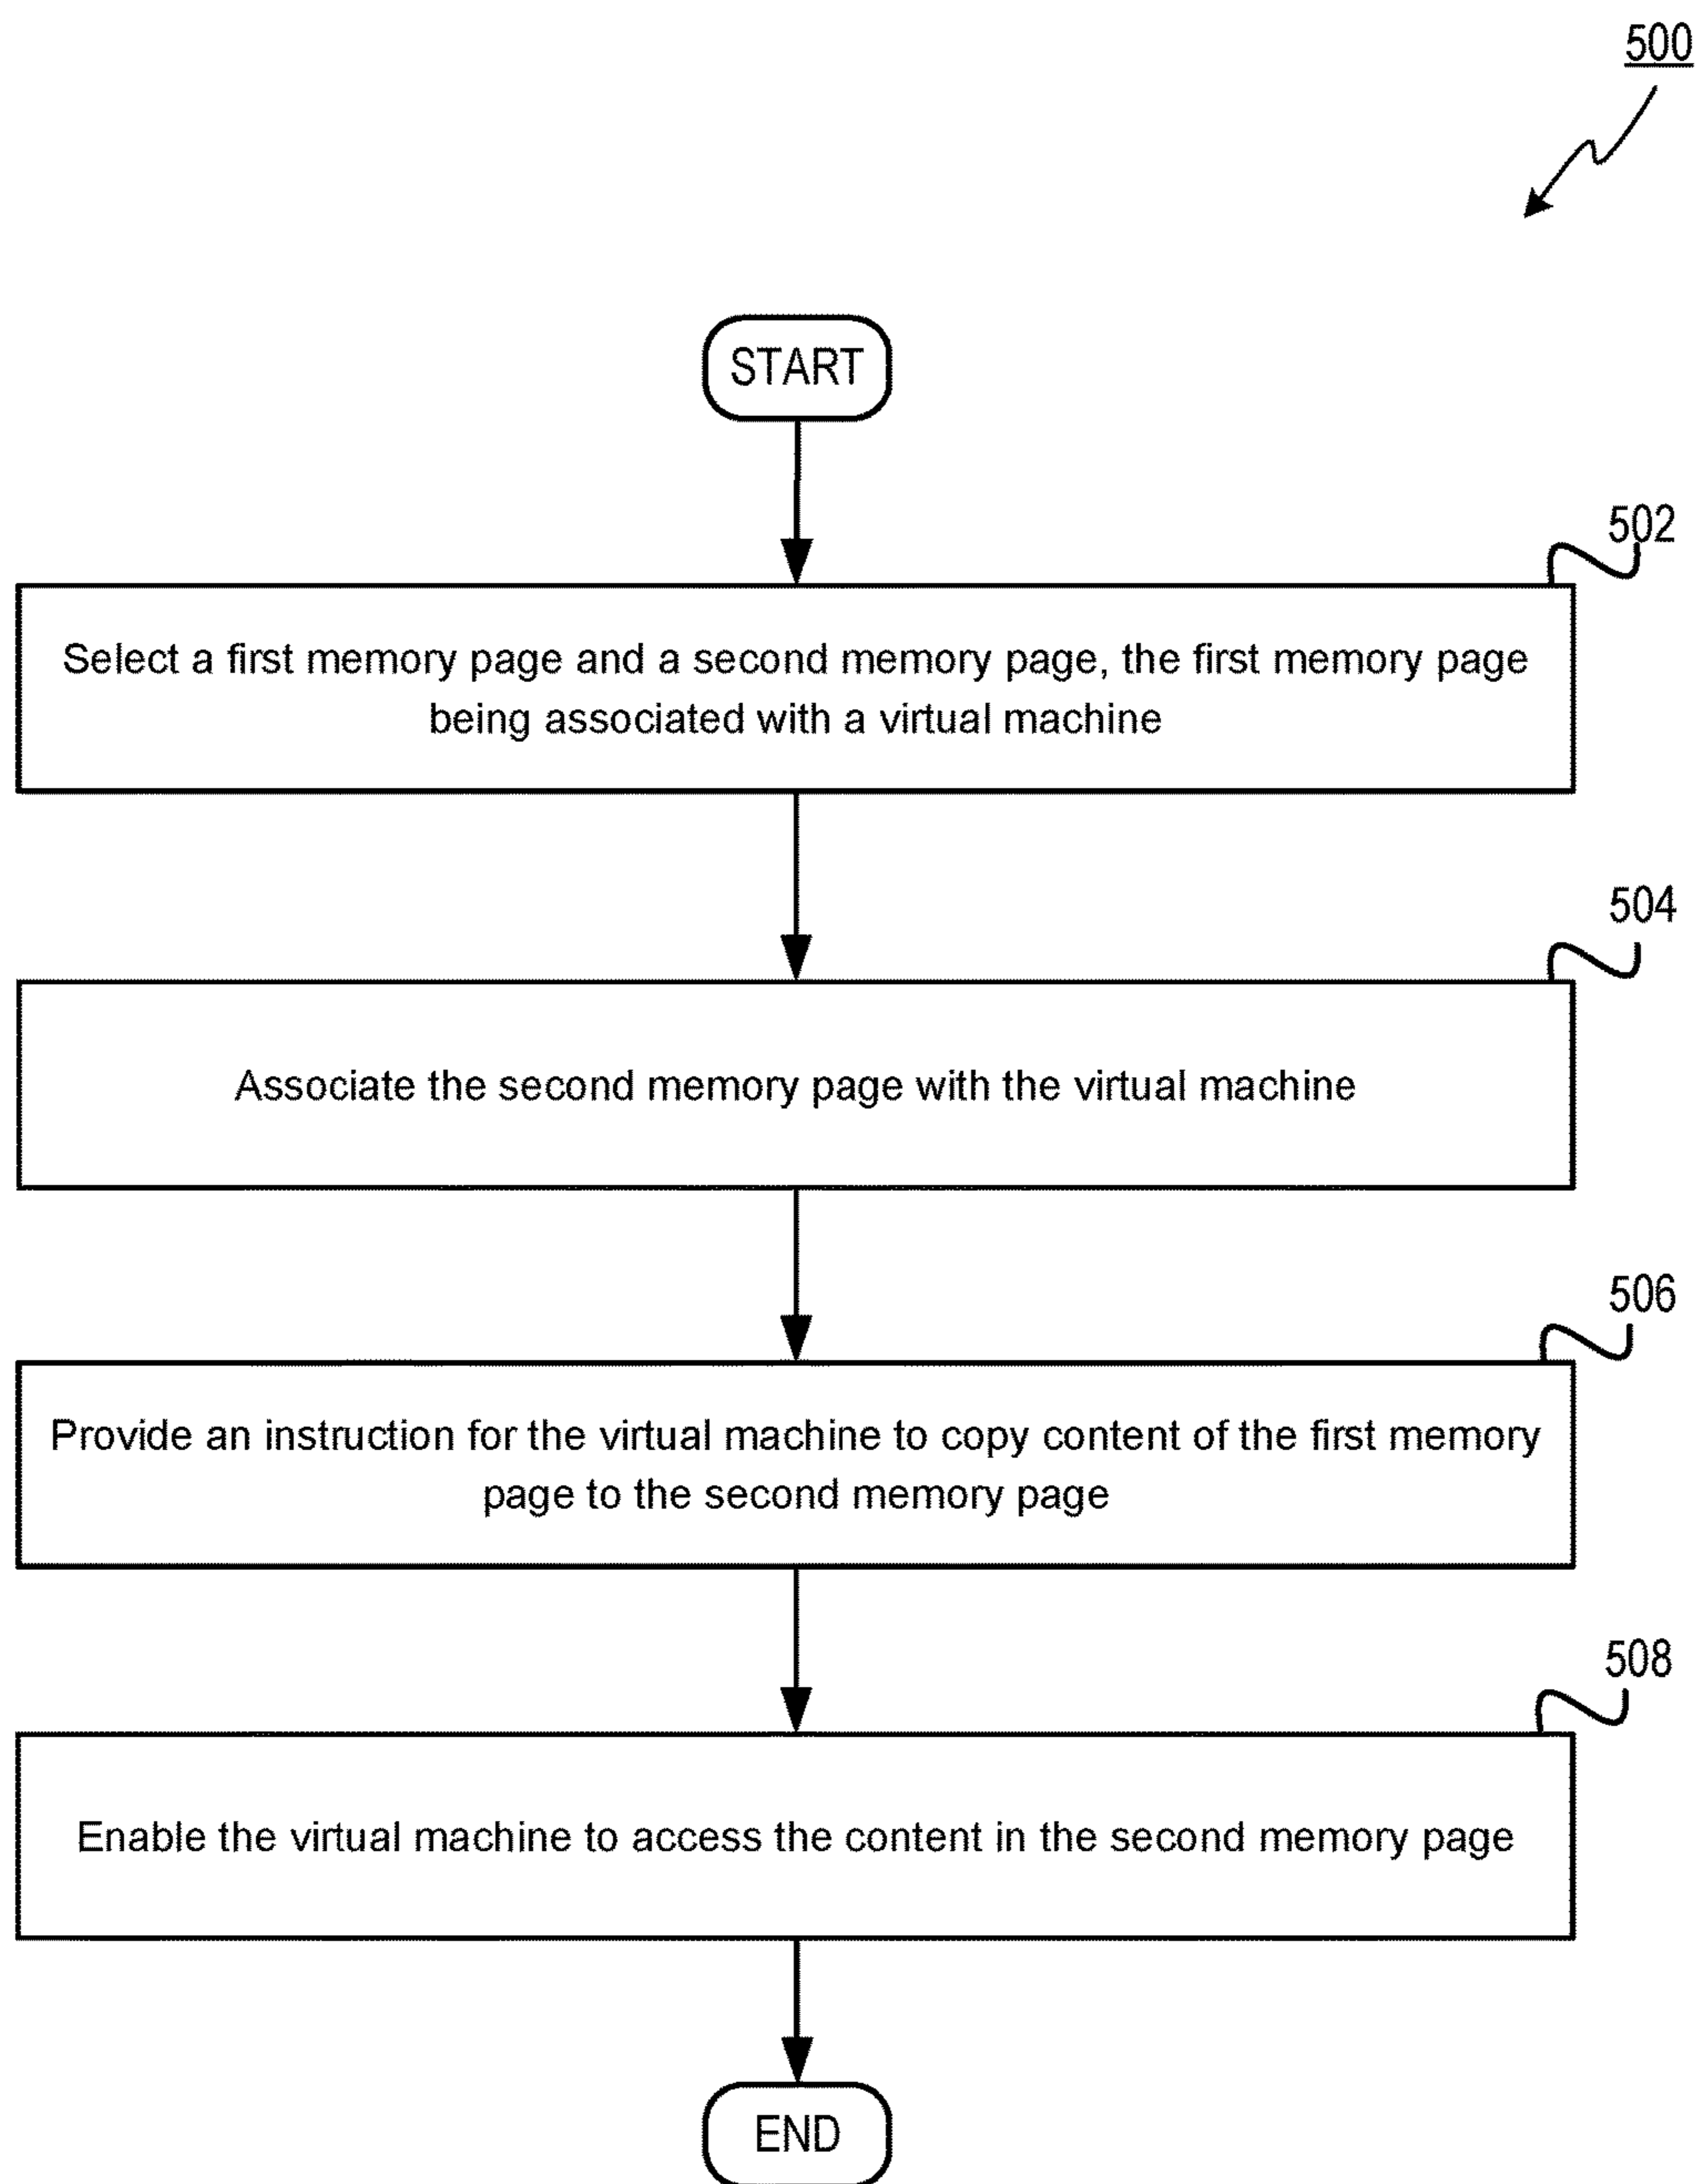 500
START
502
Select a first memory page and a second memory page, the first memory page
being associated with a virtual machine
504
Associate the second memory page with the virtual machine
506
Provide an instruction for the virtual machine to copy content of the first memory
page to the second memory page
508
Enable the virtual machine to access the content in the second memory page
END